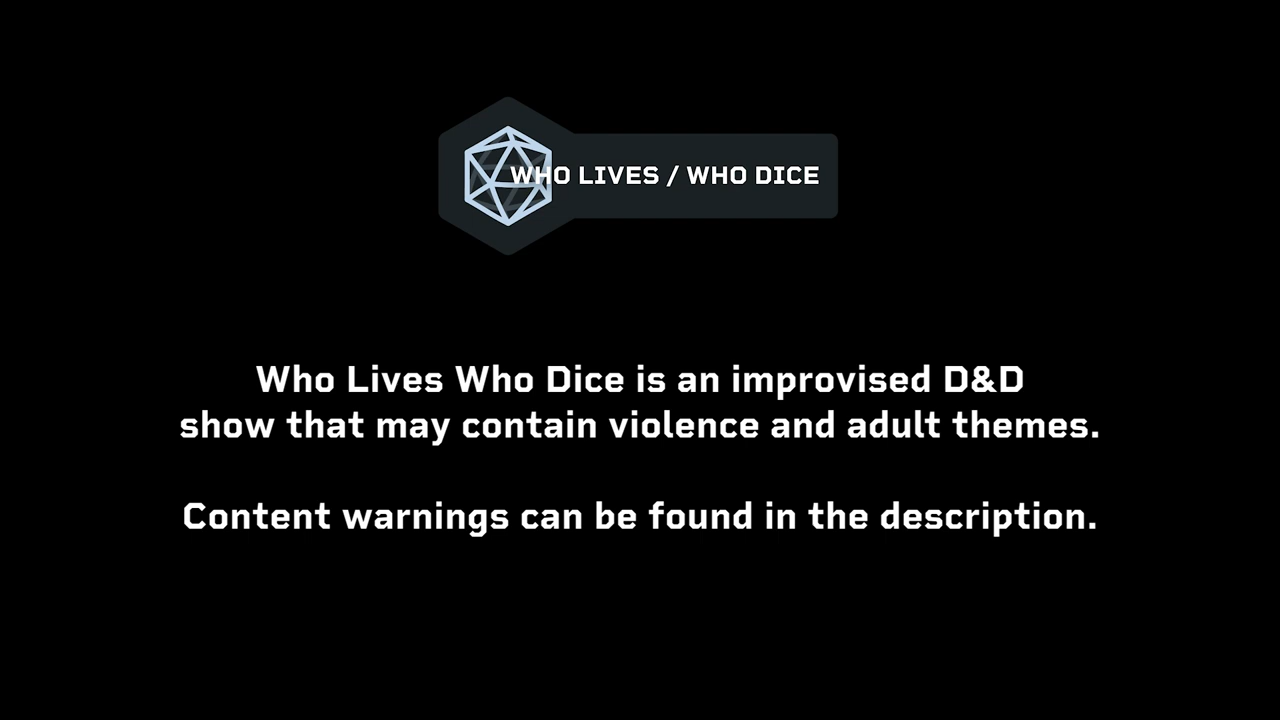 WHO LIVES / WHO DICE
Who Lives Who Dice is an improvised D&D
show that may contain violence and adult themes.
Content warnings can be found in the description.